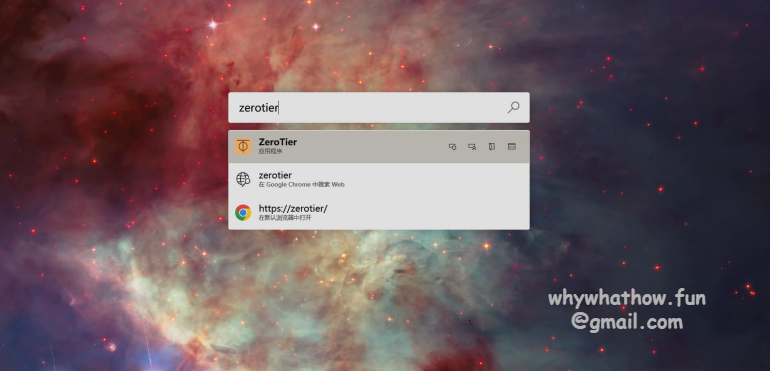 zerotier
ZeroTier
应用程序
zerotier
在 Google Chrome 中搜索 Web
https://zerotier/
在默认浏览器中打开
whywhathow.fun
@gmail.com